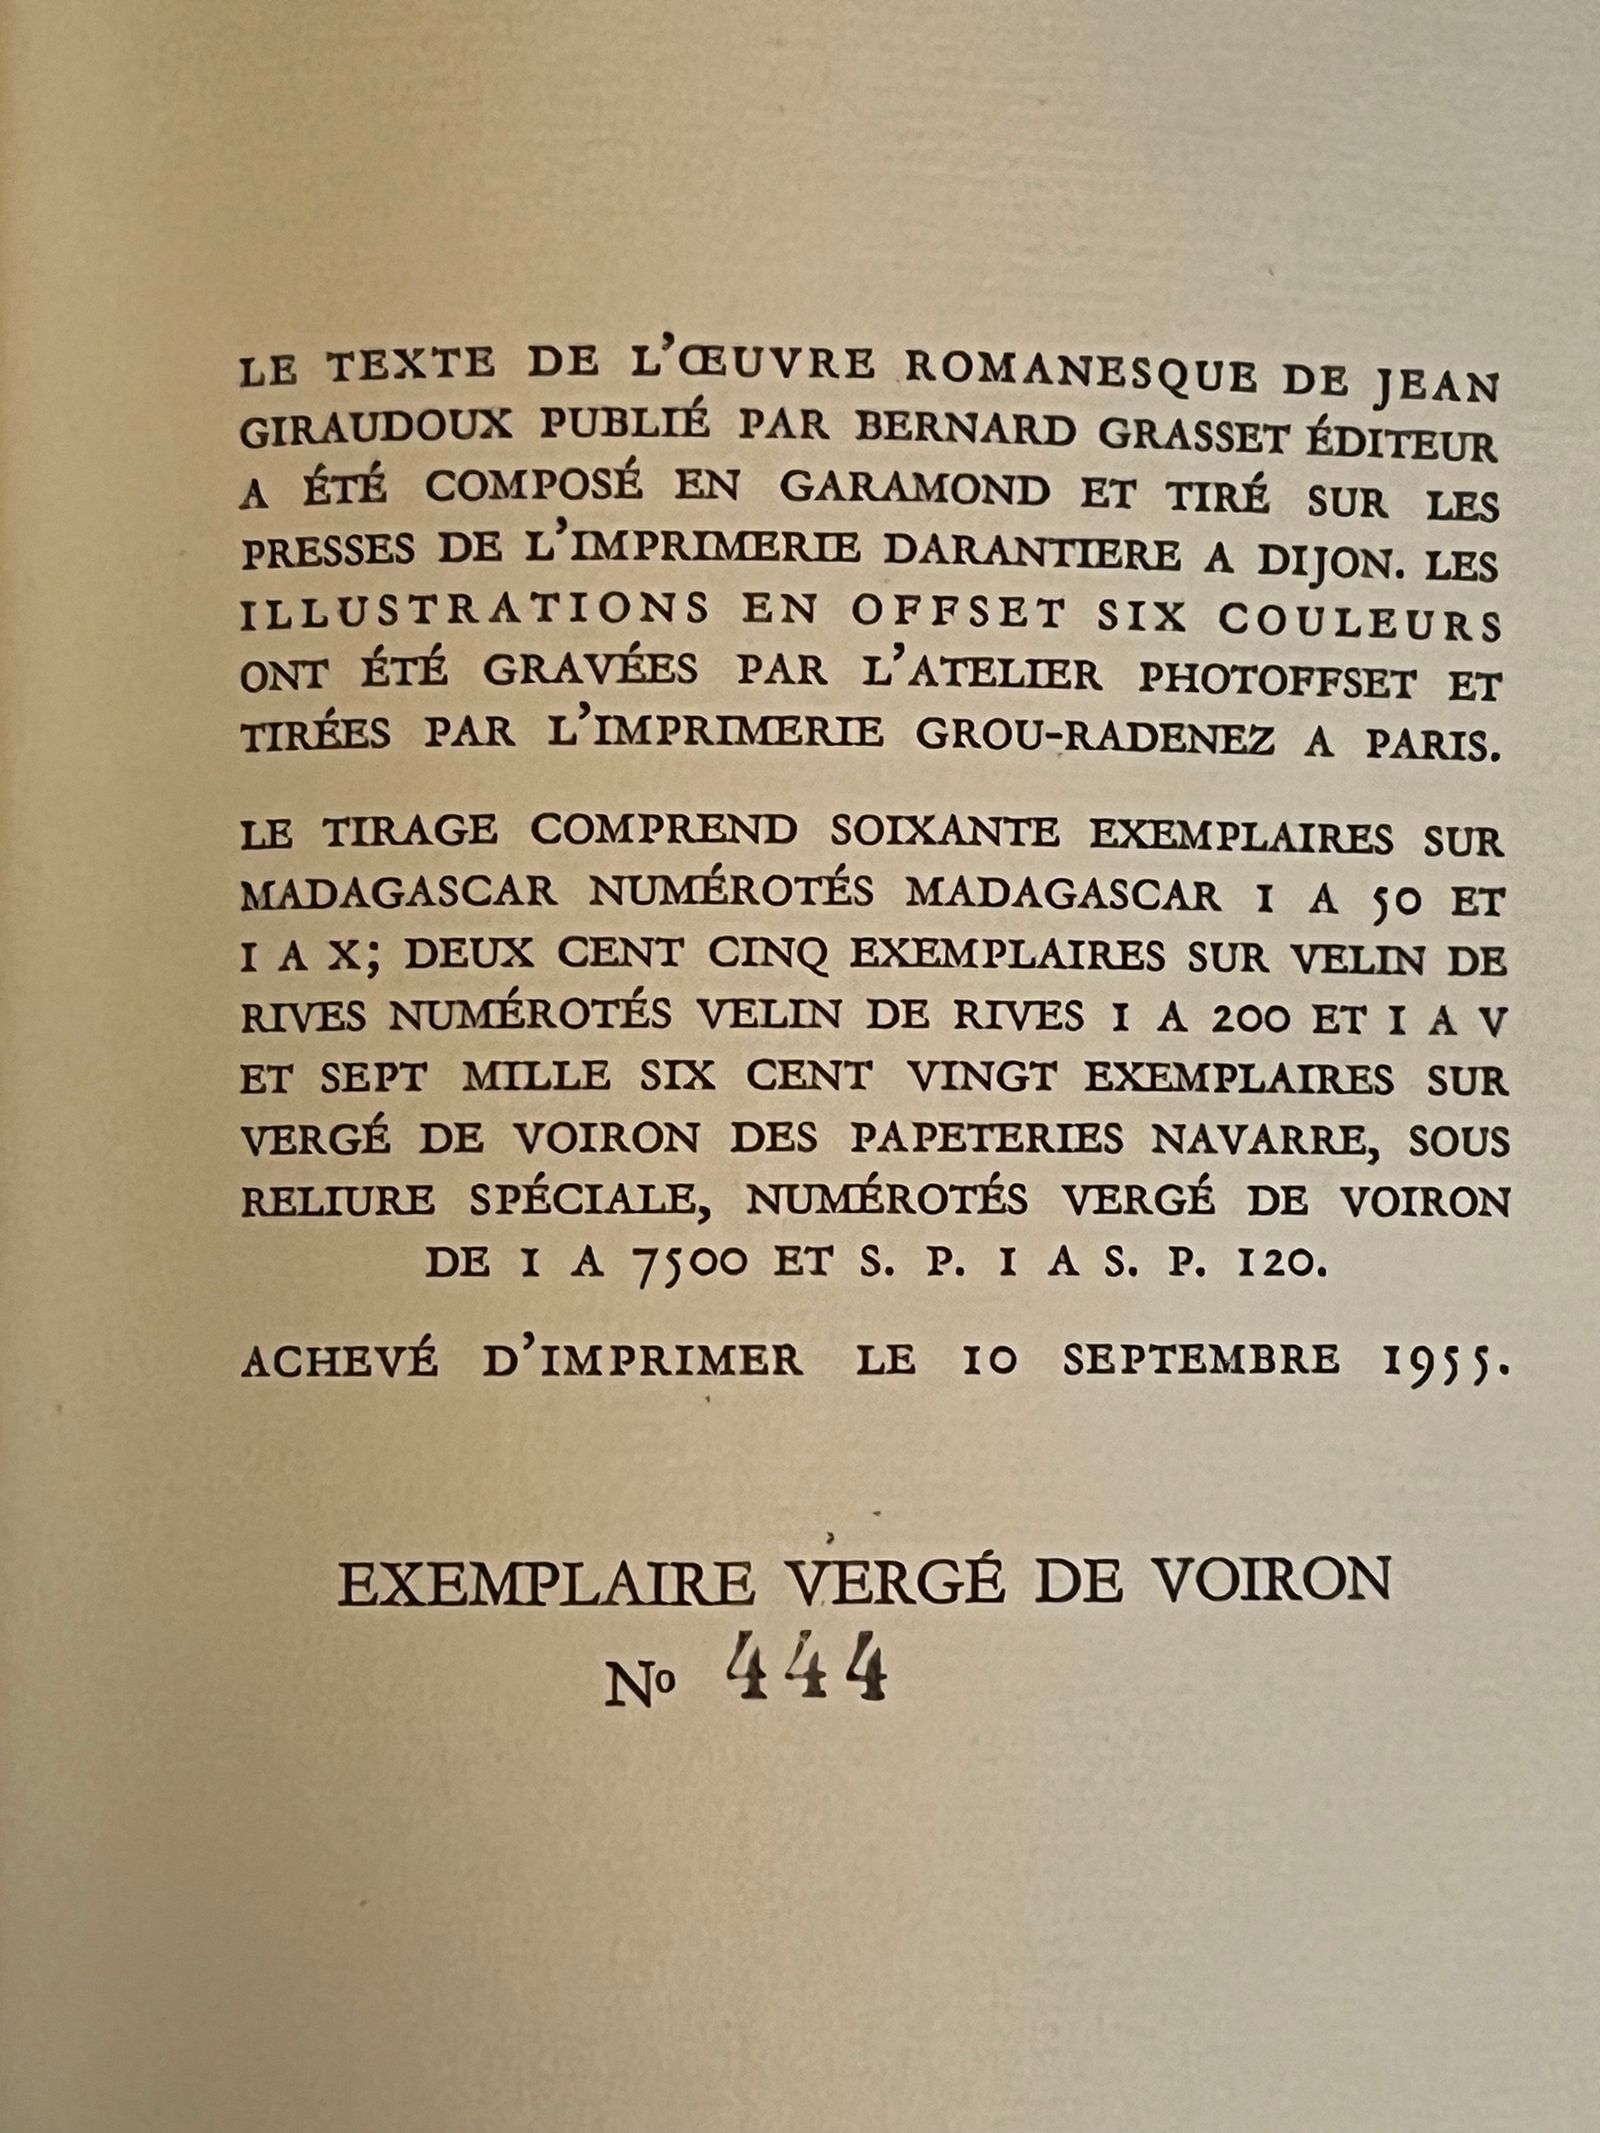 LE TEXTE DE L'ŒUVRE ROMANESQUE DE JEAN
GIRAUDOUX PUBLIÉ PAR BERNARD GRASSET ÉDITEUR
A ÉTÉ COMPOSÉ EN GARAMOND ET TIRÉ SUR LES
PRESSES DE L'IMPRIMERIE DARANTIERE A DIJON. LES
ILLUSTRATIONS EN OFFSET SIX COULEURS
ONT ÉTÉ GRAVÉES PAR L'ATELIER PHOTOFFSET ET
TIRÉES PAR L'IMPRIMERIE GROU-RADENEZ A PARIS.
LE TIRAGE COMPREND SOIXANTE EXEMPLAIRES SUR
MADAGASCAR NUMÉROTÉS MADAGASCAR 1 A 50 ET
I A X; DEUX CENT CINQ EXEMPLAIRES SUR VELIN DE
RIVES NUMÉROTÉS VELIN DE RIVES 1 A 200 ET I A V
ET SEPT MILLE SIX CENT VINGT EXEMPLAIRES SUR
VERGÉ DE VOIRON DES PAPETERIES NAVARRE, SOUS
RELIURE SPÉCIALE, NUMÉROTÉS VERGÉ DE VOIRON
DE 1 A 7500 ET S. P. 1 A S. P. 120.
ACHEVÉ D'IMPRIMER LE 10 SEPTEMBRE 1955.
EXEMPLAIRE VERGÉ DE VOIRON
Nº 444